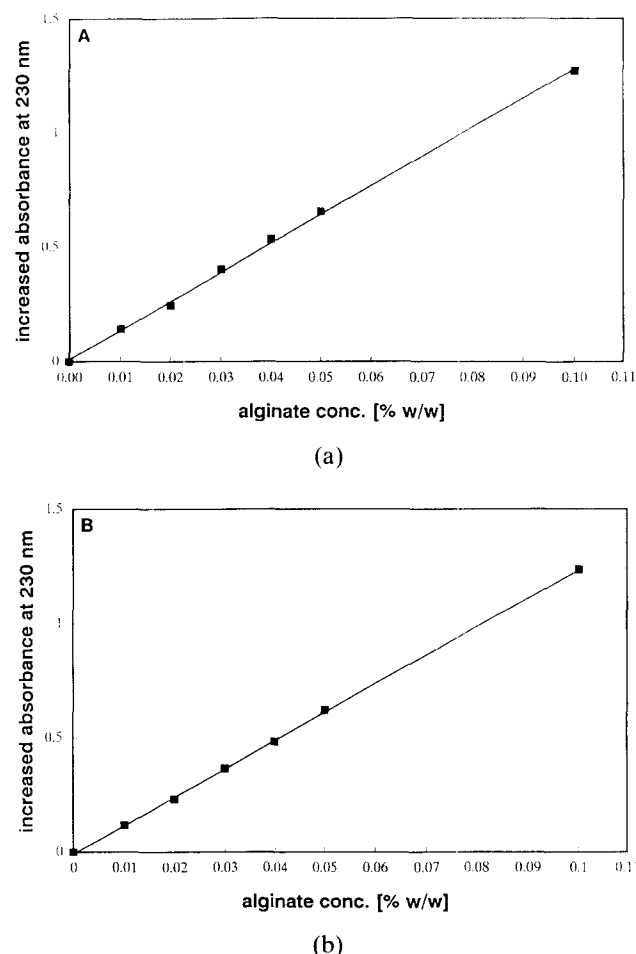 A
1.5
1
0.5
0
increased absorbance at 230 nm
0.00 0.01 0.02 0.03 0.04 0.05 0.06 0.07 0.08 0.09 0.10 0.11
alginate conc. [% w/w]
(a)
B
1.5
1
0.5
0
increased absorbance at 230 nm
0 0.01 0.02 0.03 0.04 0.05 0.06 0.07 0.08 0.09 0.1 0.11
alginate conc. [% w/w]
(b)